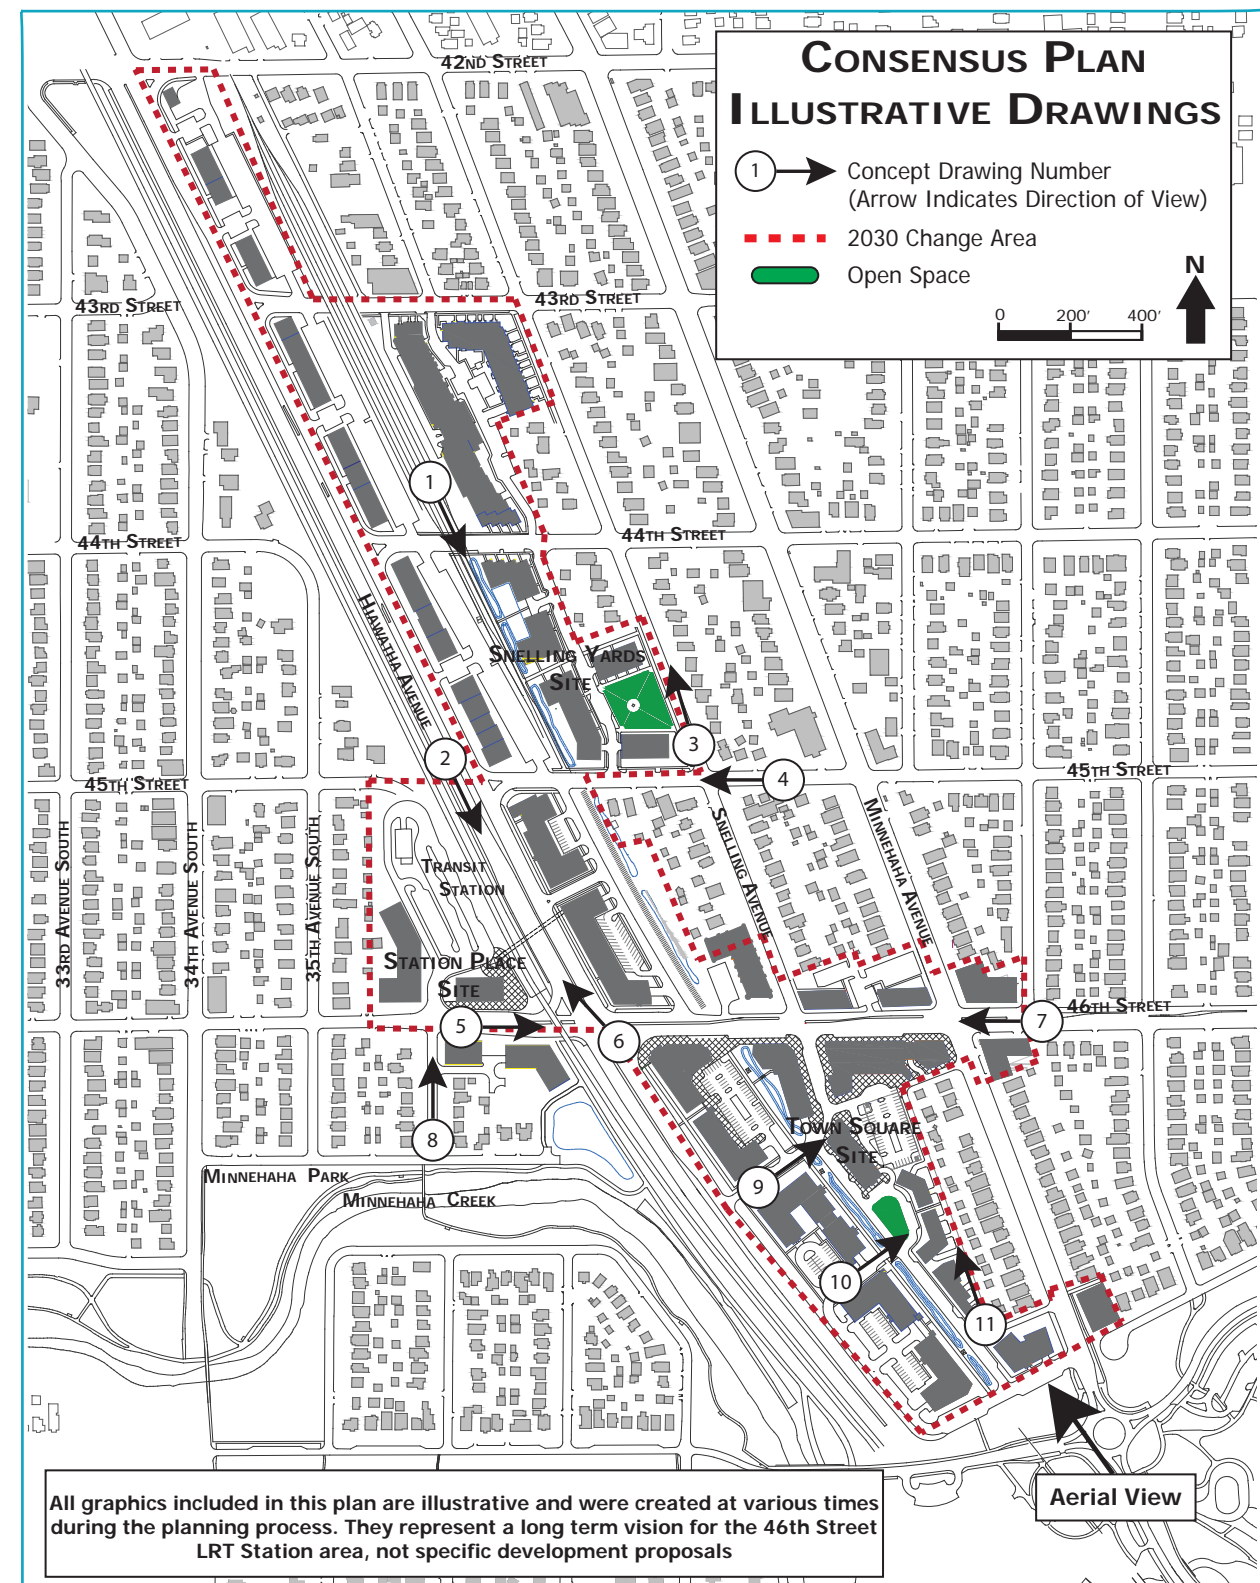 CONSENSUS PLAN
ILLUSTRATIVE DRAWINGS
1
Concept Drawing Number
(Arrow Indicates Direction of View)
2030 Change Area
Open Space
N
0 200' 400'
42ND STREET
43RD STREET
43RD STREET
1
44TH STREET
44TH STREET
HIAWATHA AVENUE
SNELLING YARDS
SITE
2
3
4
45TH STREET
45TH STREET
33RD AVENUE SOUTH
34TH AVENUE SOUTH
35TH AVENUE SOUTH
TRANSIT
STATION
SNELLING AVENUE
MINNEHAHA AVENUE
STATION PLACE
SITE
46TH STREET
5
6
7
8
TOWN SQUARE
SITE
9
MINNEHAHA PARK
MINNEHAHA CREEK
10
11
Aerial View
All graphics included in this plan are illustrative and were created at various times
during the planning process. They represent a long term vision for the 46th Street
LRT Station area, not specific development proposals